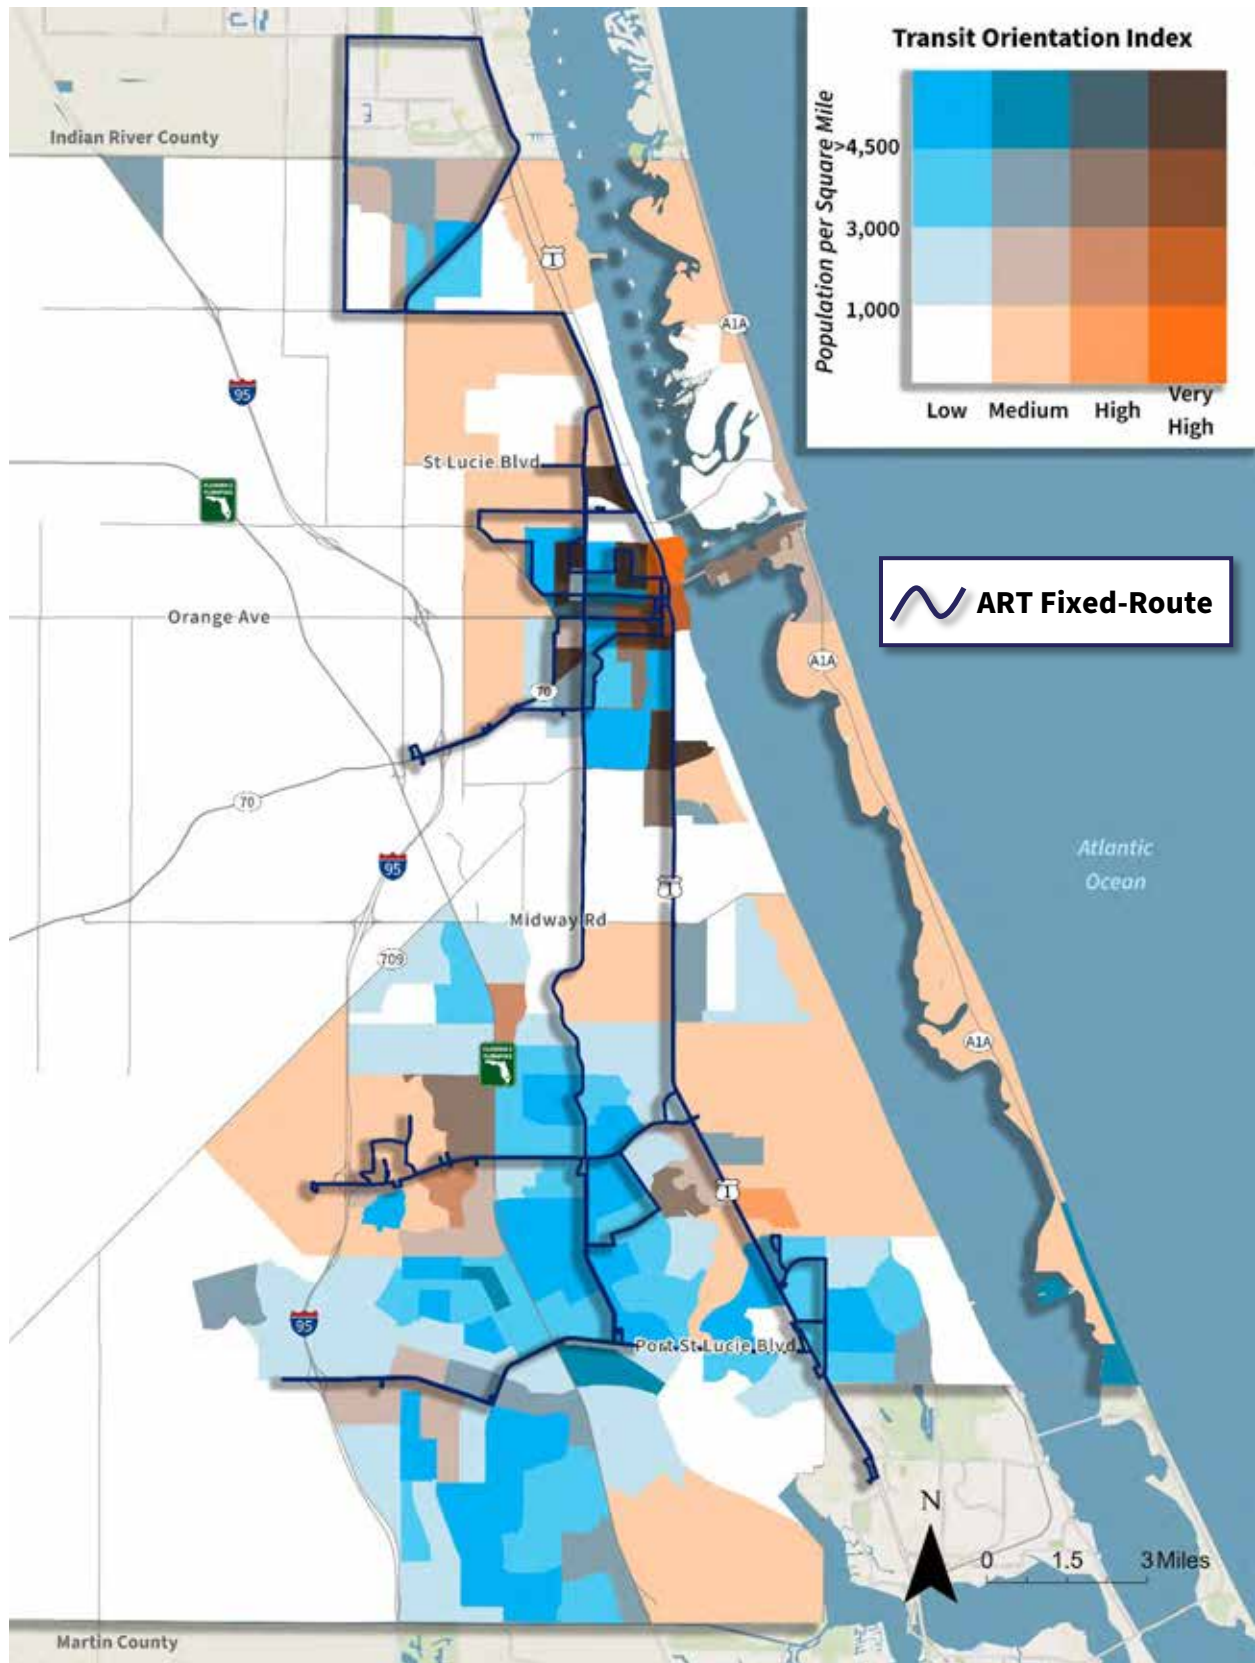 Transit Orientation Index
Population per Square Mile
>4,500
3,000
1,000
Low
Medium
High
Very
High
Indian River County
1
A1A
95
St Lucie Blvd
ART Fixed-Route
Orange Ave
A1A
70
70
95
1
Atlantic
Ocean
Midway Rd
709
A1A
1
95
Port St Lucie Blvd
N
0
1.5
3 Miles
Martin County